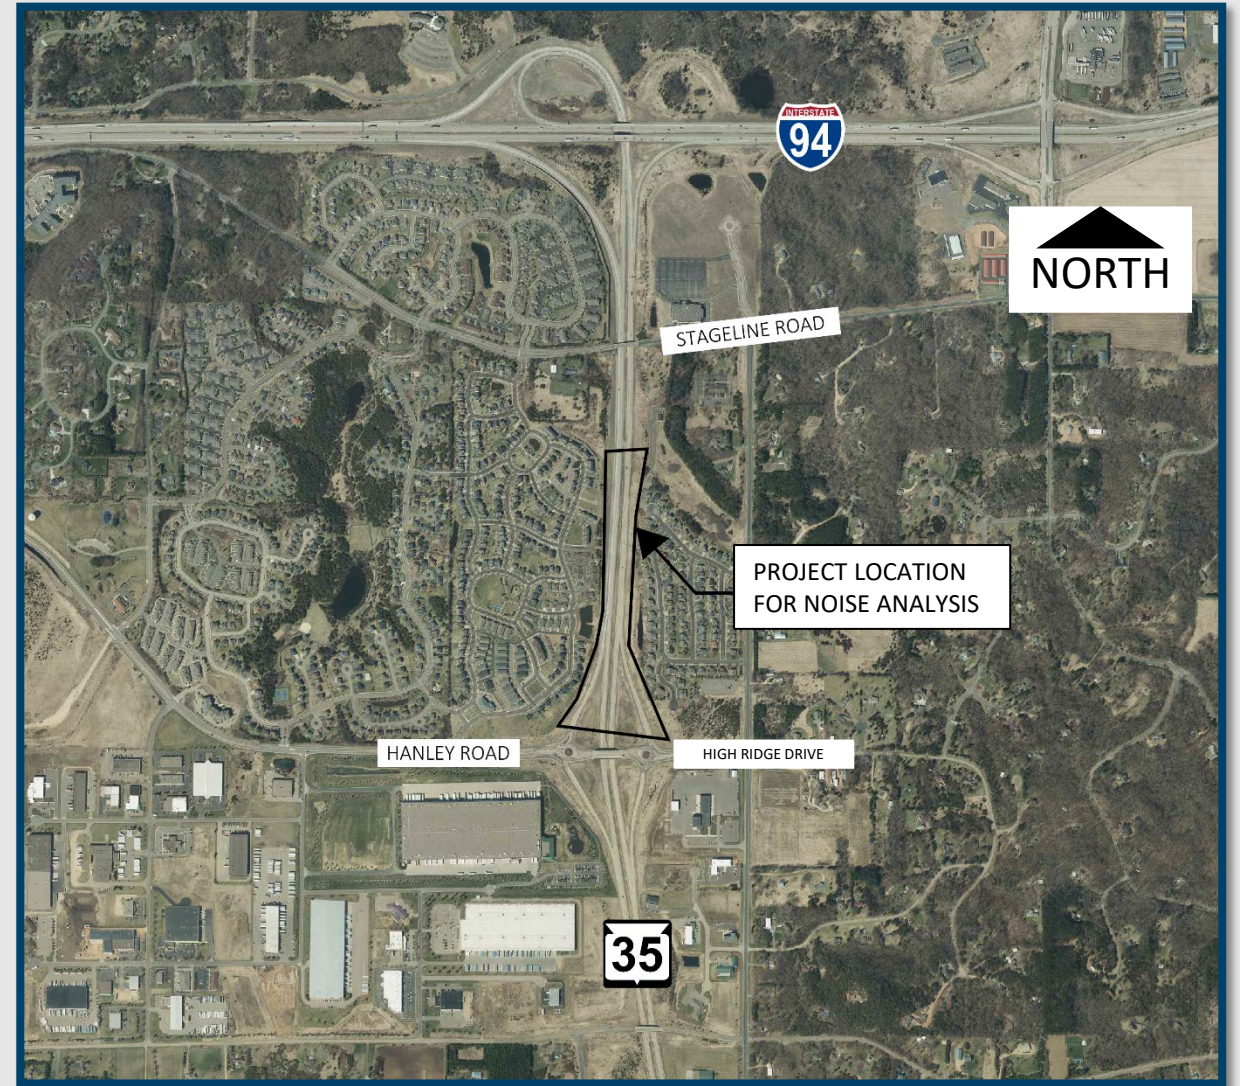 INTERSTATE
94
NORTH
STAGELINE ROAD
PROJECT LOCATION
FOR NOISE ANALYSIS
HANLEY ROAD
HIGH RIDGE DRIVE
35